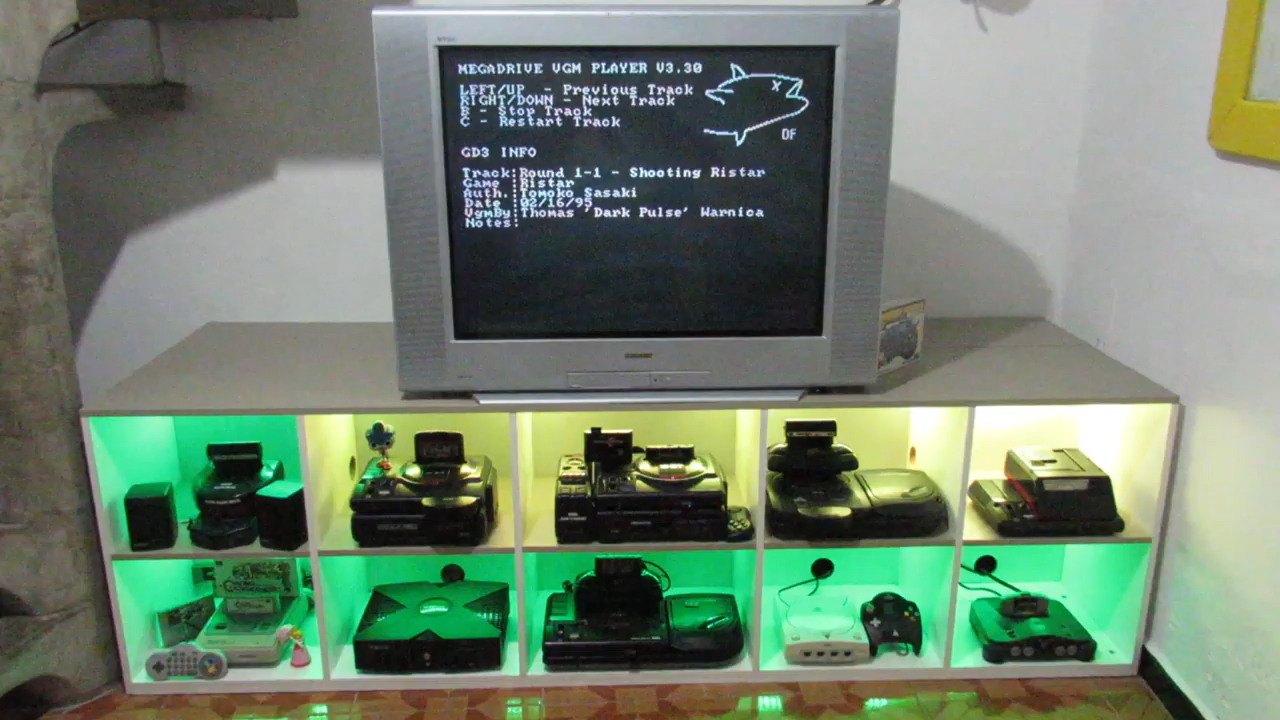 MEGADRIVE VGM PLAYER V3.30
LEFT/UP - Previous Track
RIGHT/DOWN - Next Track
B - Stop Track
C - Restart Track
DF
GD3 INFO
Track:Round 1-1 - Shooting Ristar
Game :Ristar
Auth.:Tomoko Sasaki
Date :02/16/95
VgmBy:Thomas 'Dark Pulse' Warnica
Notes: